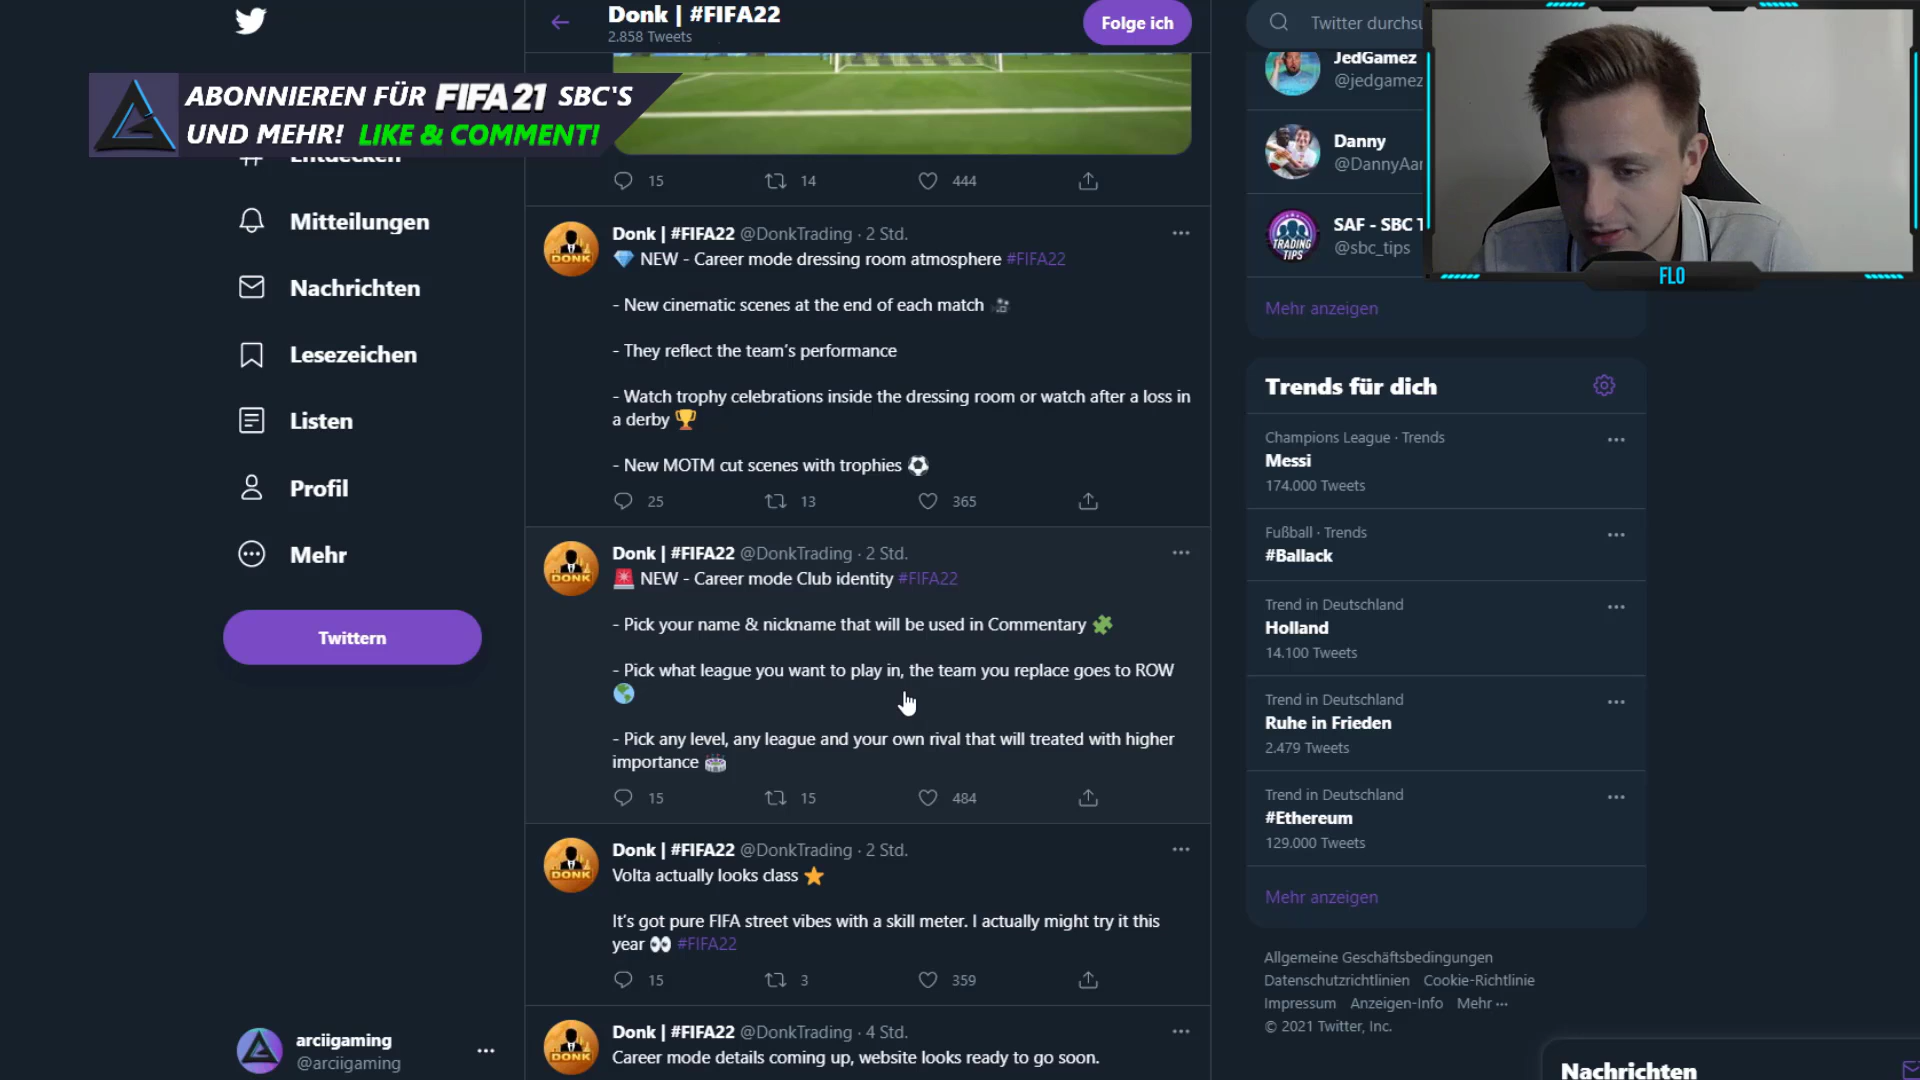 Donk | #FIFA22
2.858 Tweets
Folge ich
Twitter durchsu
ABONNIEREN FÜR FIFA 21 SBC'S
UND MEHR! LIKE & COMMENT!
Entdecken
Mitteilungen
Nachrichten
Lesezeichen
Listen
Profil
Mehr
Twittern
arciigaming
@arciigaming
15 14 444
Donk | #FIFA22 @DonkTrading · 2 Std.
💎 NEW - Career mode dressing room atmosphere #FIFA22
- New cinematic scenes at the end of each match 🎥
- They reflect the team's performance
- Watch trophy celebrations inside the dressing room or watch after a loss in
a derby 🏆
- New MOTM cut scenes with trophies ⚽
25 13 365
Donk | #FIFA22 @DonkTrading · 2 Std.
🚨 NEW - Career mode Club identity #FIFA22
- Pick your name & nickname that will be used in Commentary 🧩
- Pick what league you want to play in, the team you replace goes to ROW
🌎
- Pick any level, any league and your own rival that will treated with higher
importance 🏟
15 15 484
Donk | #FIFA22 @DonkTrading · 2 Std.
Volta actually looks class ⭐
It's got pure FIFA street vibes with a skill meter. I actually might try it this
year 👀 #FIFA22
15 3 359
Donk | #FIFA22 @DonkTrading · 4 Std.
Career mode details coming up, website looks ready to go soon.
DONK
DONK
DONK
DONK
JedGamez
@jedgamez
Danny
@DannyAar
TRADING
TIPS
SAF - SBC T
@sbc_tips
Mehr anzeigen
FLO
Trends für dich
Champions League · Trends
Messi
174.000 Tweets
Fußball · Trends
#Ballack
Trend in Deutschland
Holland
14.100 Tweets
Trend in Deutschland
Ruhe in Frieden
2.479 Tweets
Trend in Deutschland
#Ethereum
129.000 Tweets
Mehr anzeigen
Allgemeine Geschäftsbedingungen
Datenschutzrichtlinien Cookie-Richtlinie
Impressum Anzeigen-Info Mehr ···
© 2021 Twitter, Inc.
Nachrichten